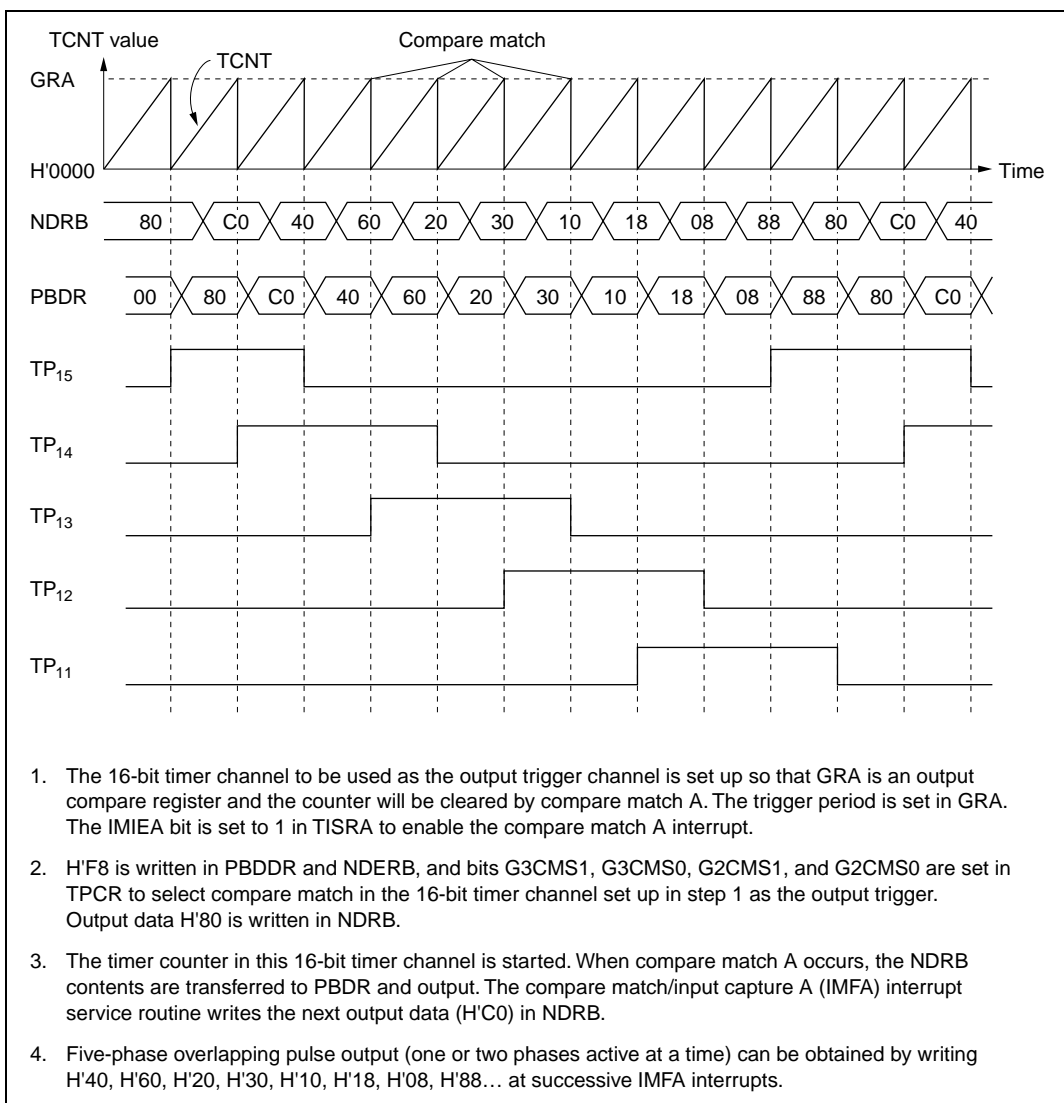 TCNT value
Compare match
TCNT
GRA
H'0000
Time
NDRB 80 C0 40 60 20 30 10 18 08 88 80 C0 40
PBDR 00 80 C0 40 60 20 30 10 18 08 88 80 C0
TP15
TP14
TP13
TP12
TP11
1. The 16-bit timer channel to be used as the output trigger channel is set up so that GRA is an output
compare register and the counter will be cleared by compare match A. The trigger period is set in GRA.
The IMIEA bit is set to 1 in TISRA to enable the compare match A interrupt.
2. H'F8 is written in PBDDR and NDERB, and bits G3CMS1, G3CMS0, G2CMS1, and G2CMS0 are set in
TPCR to select compare match in the 16-bit timer channel set up in step 1 as the output trigger.
Output data H'80 is written in NDRB.
3. The timer counter in this 16-bit timer channel is started. When compare match A occurs, the NDRB
contents are transferred to PBDR and output. The compare match/input capture A (IMFA) interrupt
service routine writes the next output data (H'C0) in NDRB.
4. Five-phase overlapping pulse output (one or two phases active at a time) can be obtained by writing
H'40, H'60, H'20, H'30, H'10, H'18, H'08, H'88… at successive IMFA interrupts.